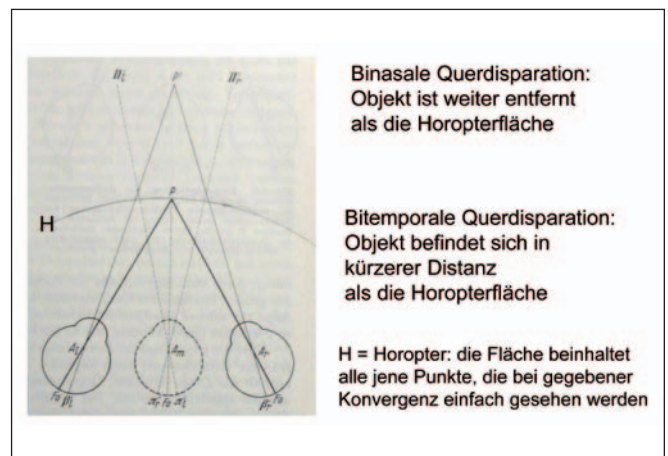 Binasale Querdisparation:
Objekt ist weiter entfernt
als die Horopterfläche
p'
p
H
Bitemporale Querdisparation:
Objekt befindet sich in
kürzerer Distanz
als die Horopterfläche
H = Horopter: die Fläche beinhaltet
alle jene Punkte, die bei gegebener
Konvergenz einfach gesehen werden